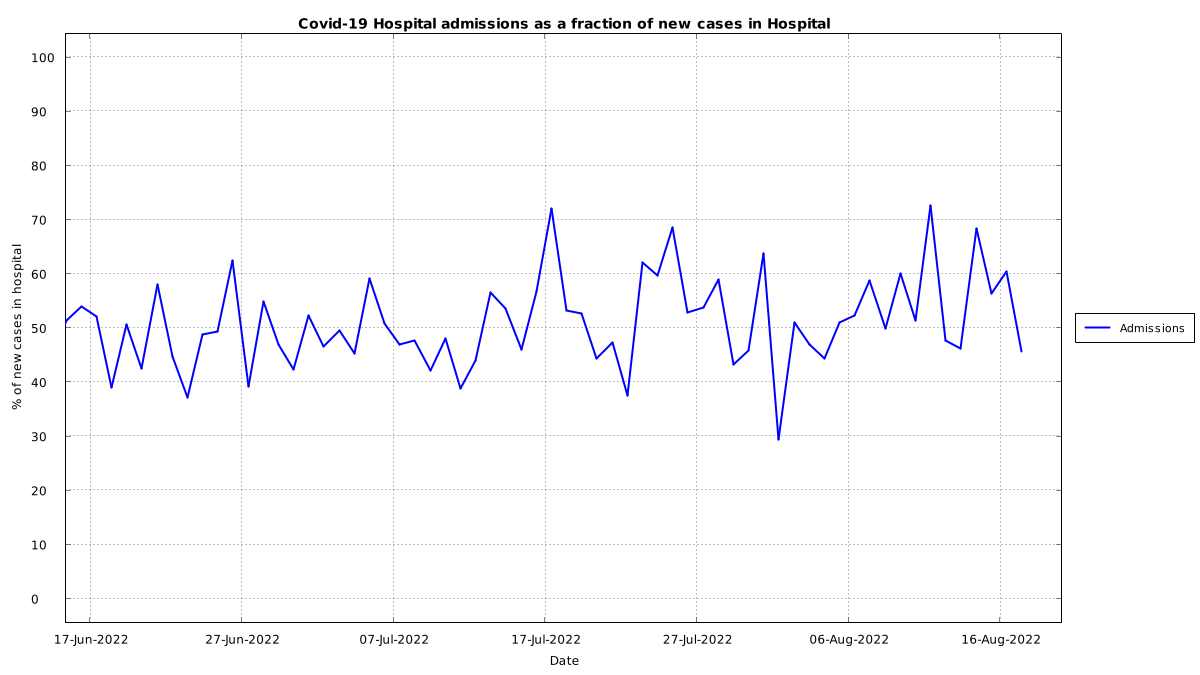 Covid-19 Hospital admissions as a fraction of new cases in Hospital
100
90
80
70
60
50
40
30
20
10
0
% of new cases in hospital
17-Jun-2022
27-Jun-2022
07-Jul-2022
17-Jul-2022
27-Jul-2022
06-Aug-2022
16-Aug-2022
Date
Admissions